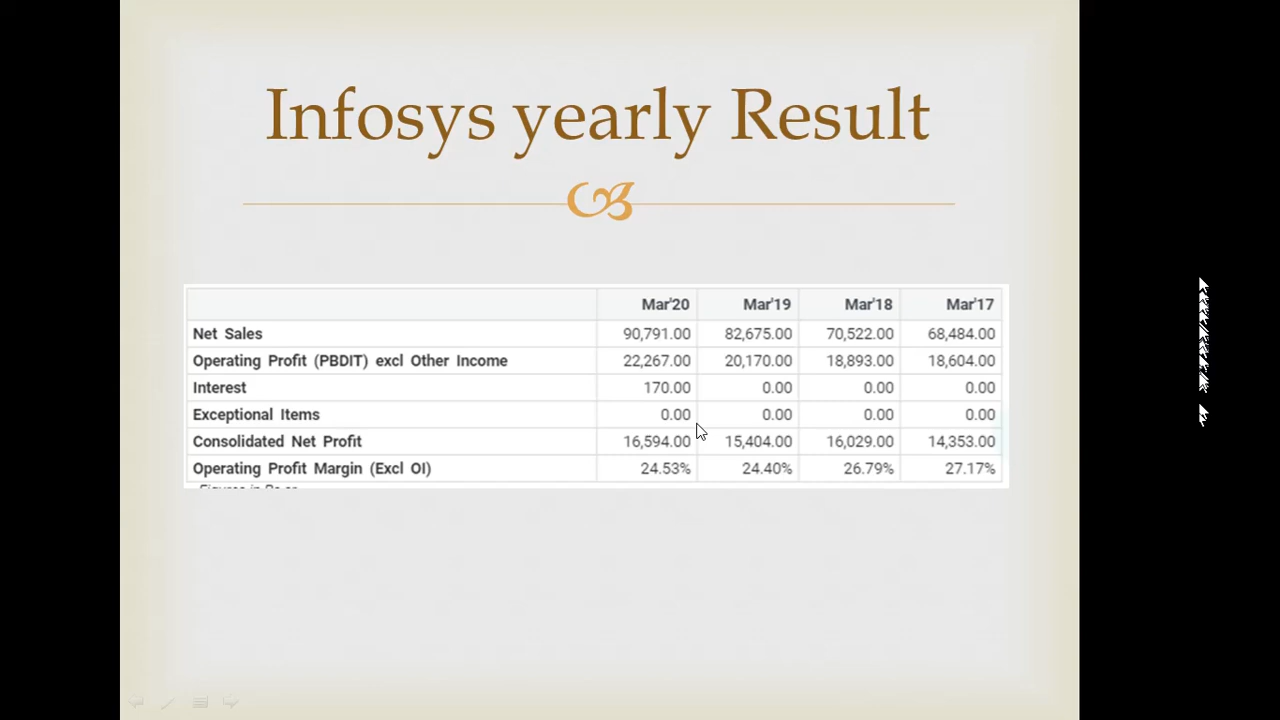 Infosys yearly Result
Mar'20 Mar'19 Mar'18 Mar'17
Net Sales 90,791.00 82,675.00 70,522.00 68,484.00
Operating Profit (PBDIT) excl Other Income 22,267.00 20,170.00 18,893.00 18,604.00
Interest 170.00 0.00 0.00 0.00
Exceptional Items 0.00 0.00 0.00 0.00
Consolidated Net Profit 16,594.00 15,404.00 16,029.00 14,353.00
Operating Profit Margin (Excl OI) 24.53% 24.40% 26.79% 27.17%